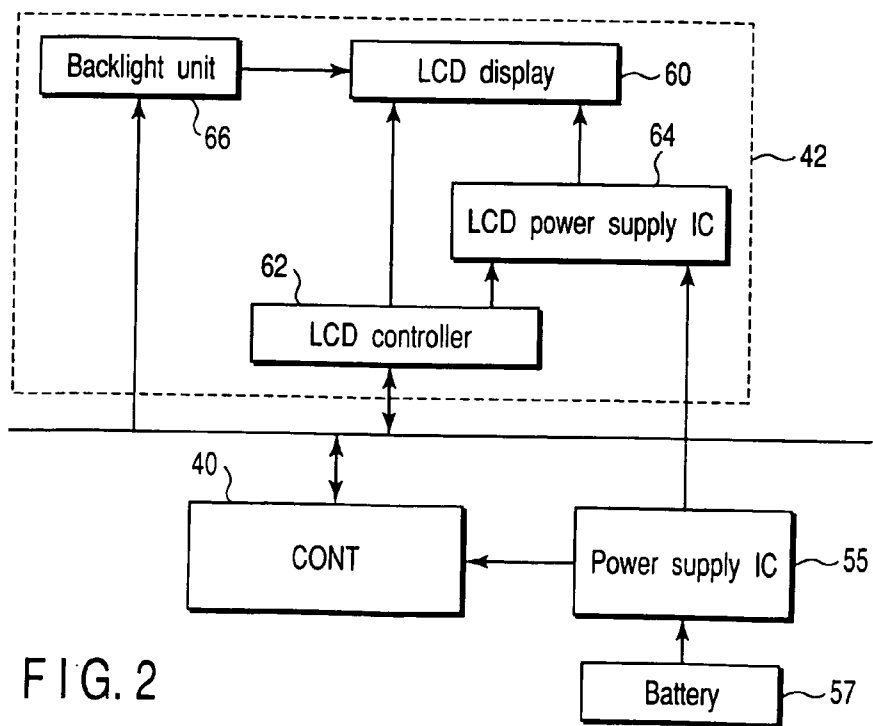 Backlight unit
LCD display
60
66
64
42
LCD power supply IC
62
LCD controller
40
CONT
Power supply IC
55
Battery
57
FIG. 2